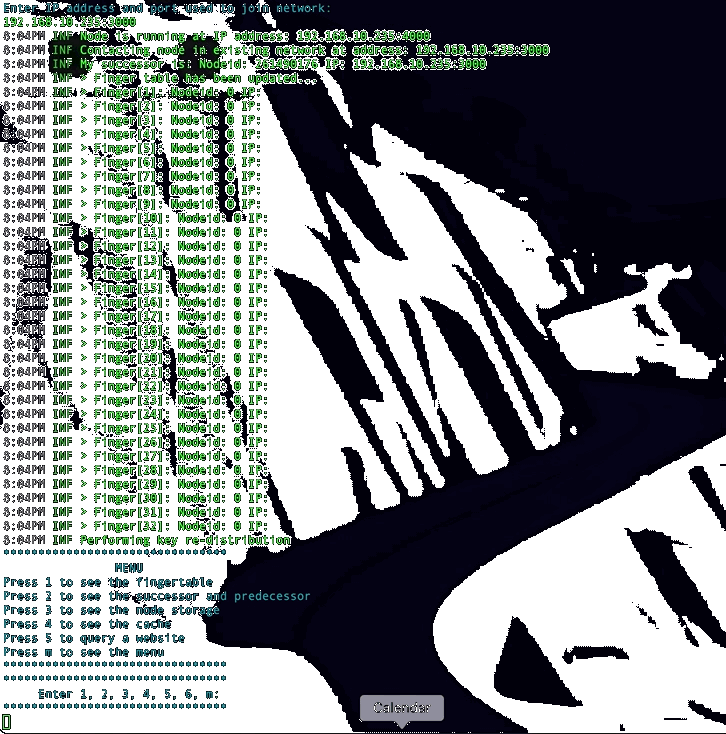 Enter IP address and port used to join network:
192.168.10.235:3000
8:04PM INF Node is running at IP address: 192.168.10.235:4000
8:04PM INF Contacting node in existing network at address: 192.168.10.235:3000
8:04PM INF My successor is: Nodeid: IP: 192.168.10.235:3000
8:04PM INF > Finger table has been updated...
8:04PM INF > Finger[1]: Nodeid: 0 IP:
8:04PM INF > Finger[2]: Nodeid: 0 IP:
8:04PM INF > Finger[3]: Nodeid: 0 IP:
8:04PM INF > Finger[4]: Nodeid: 0 IP:
8:04PM INF > Finger[5]: Nodeid: 0 IP:
8:04PM INF > Finger[6]: Nodeid: 0 IP:
8:04PM INF > Finger[7]: Nodeid: 0 IP:
8:04PM INF > Finger[8]: Nodeid: 0 IP:
8:04PM INF > Finger[9]: Nodeid: 0 IP:
8:04PM INF > Finger[10]: Nodeid: 0 IP:
8:04PM INF > Finger[11]: Nodeid: 0 IP:
8:04PM INF > Finger[12]: Nodeid: 0 IP:
8:04PM INF > Finger[13]: Nodeid: 0 IP:
8:04PM INF > Finger[14]: Nodeid: 0 IP:
8:04PM INF > Finger[15]: Nodeid: 0 IP:
8:04PM INF > Finger[16]: Nodeid: 0 IP:
8:04PM INF > Finger[17]: Nodeid: 0 IP:
8:04PM INF > Finger[18]: Nodeid: 0 IP:
8:04PM INF > Finger[19]: Nodeid: 0 IP:
8:04PM INF > Finger[20]: Nodeid: 0 IP:
8:04PM INF > Finger[21]: Nodeid: 0 IP:
8:04PM INF > Finger[22]: Nodeid: 0 IP:
8:04PM INF > Finger[23]: Nodeid: 0 IP:
8:04PM INF > Finger[24]: Nodeid: 0 IP:
8:04PM INF > Finger[25]: Nodeid: 0 IP:
8:04PM INF > Finger[26]: Nodeid: 0 IP:
8:04PM INF > Finger[27]: Nodeid: 0 IP:
8:04PM INF > Finger[28]: Nodeid: 0 IP:
8:04PM INF > Finger[29]: Nodeid: 0 IP:
8:04PM INF > Finger[30]: Nodeid: 0 IP:
8:04PM INF > Finger[31]: Nodeid: 0 IP:
8:04PM INF > Finger[32]: Nodeid: 0 IP:
8:04PM INF Performing key re-distribution
********************************
MENU
Press 1 to see the fingertable
Press 2 to see the successor and predecessor
Press 3 to see the node storage
Press 4 to see the cache
Press 5 to query a website
Press m to see the menu
********************************
********************************
Enter 1, 2, 3, 4, 5, 6, m:
********************************
Calendar